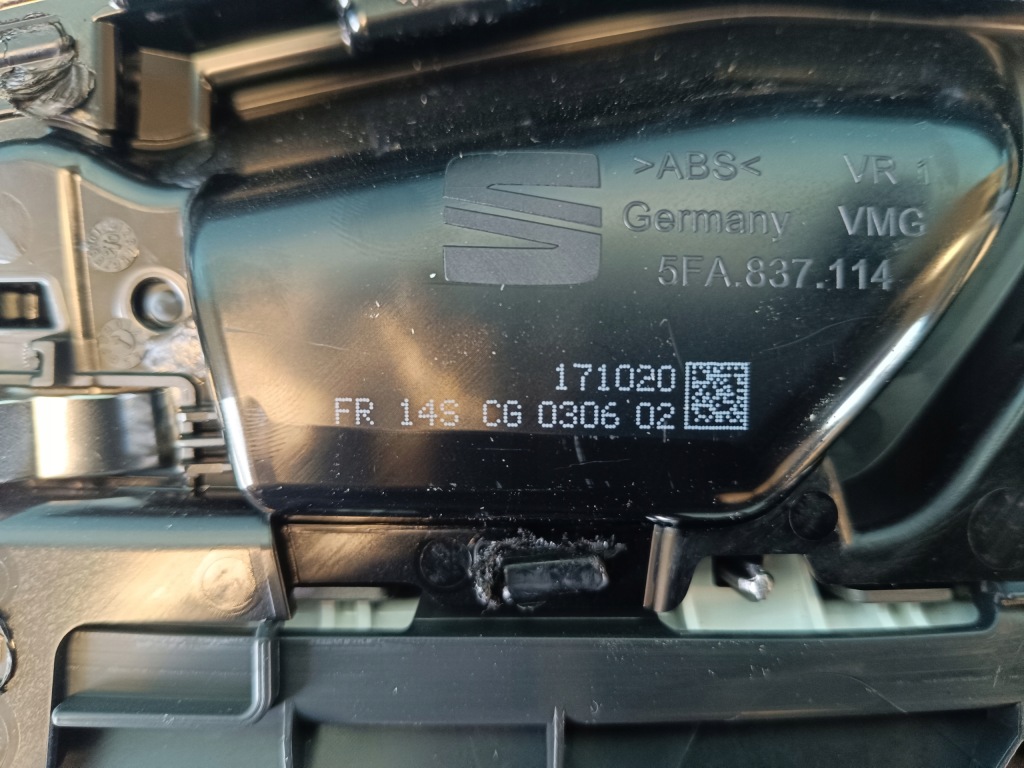 >ABS< VR 1
Germany VMG
5FA.837.114
171020
FR 14S CG 0306 02